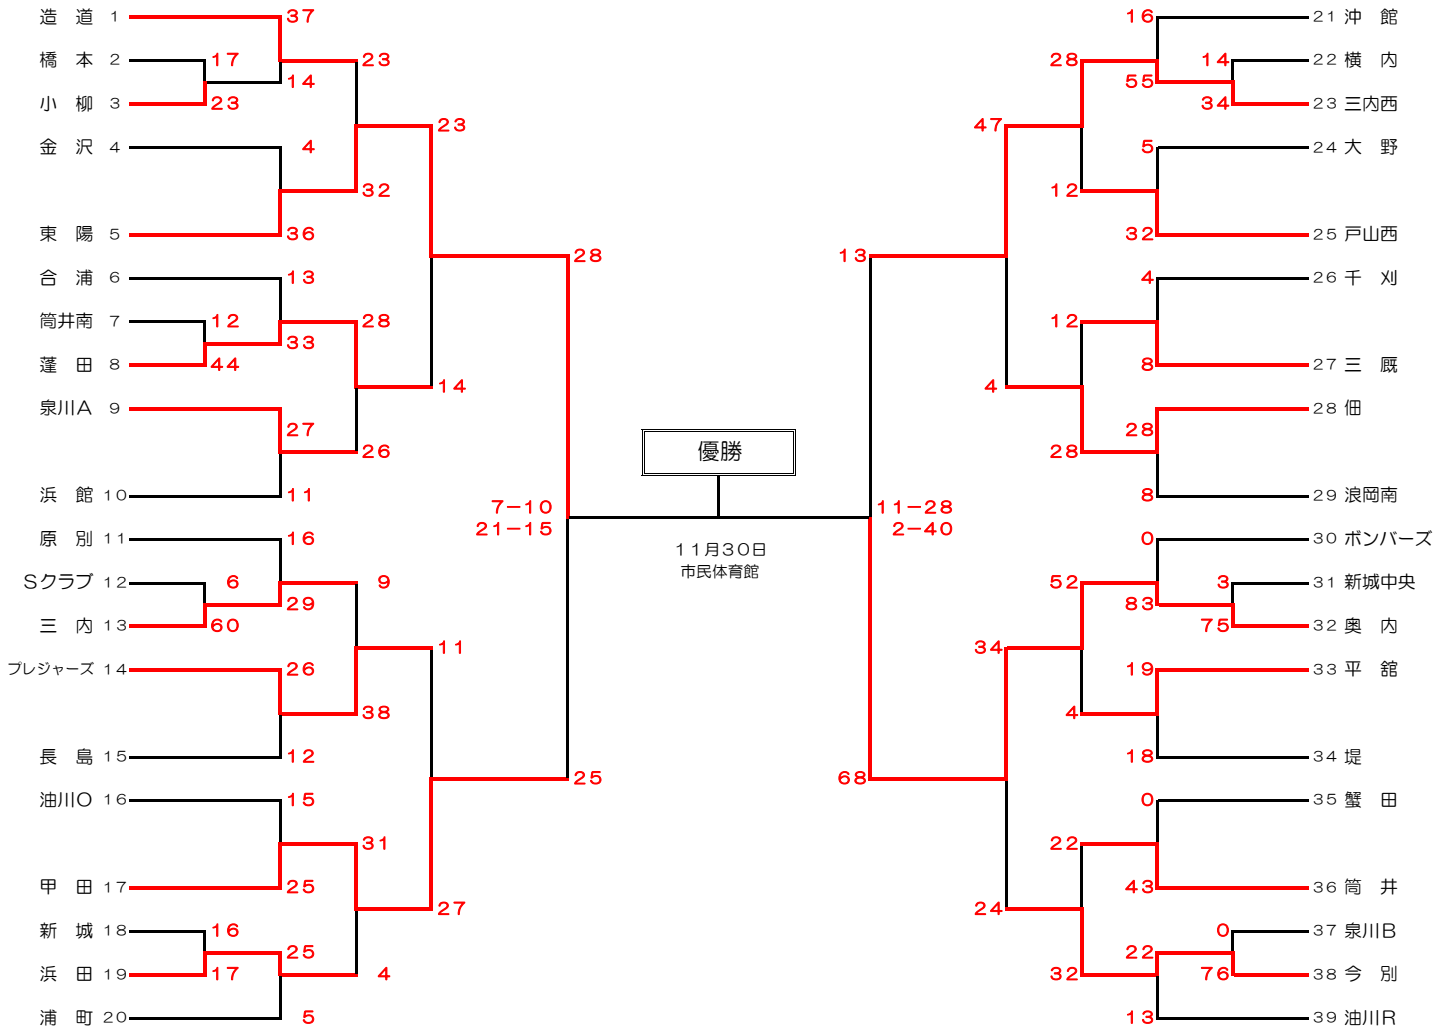 造　道 1 37
橋　本 2 17
14
小　柳 3 23
23
金　沢 4 4
32
東　陽 5 36
23
合　浦 6 13
筒井南 7 12
33
蓬　田 8 44
28
泉川A 9 27
26
浜　館 10 11
14
28
原　別 11 16
Sクラブ 12 6
29
三　内 13 60
9
プレジャーズ 14 26
38
長　島 15 12
11
油川O 16 15
31
甲　田 17 25
27
新　城 18 16
25
浜　田 19 17
4
浦　町 20 5
25
7-10
21-15
優勝
11月30日
市民体育館
11-28
2-40
16 21 沖　館
14 22 横　内
55
34 23 三内西
28
5 24 大　野
12
32 25 戸山西
47
4 26 千　刈
12
8 27 三　厩
28 28 佃
28
8 29 浪岡南
4
13
0 30 ボンバーズ
3 31 新城中央
83
75 32 奥　内
52
19 33 平　舘
4
18 34 堤
34
0 35 蟹　田
22
43 36 筒　井
24
0 37 泉川B
22
76 38 今　別
32
13 39 油川R
68